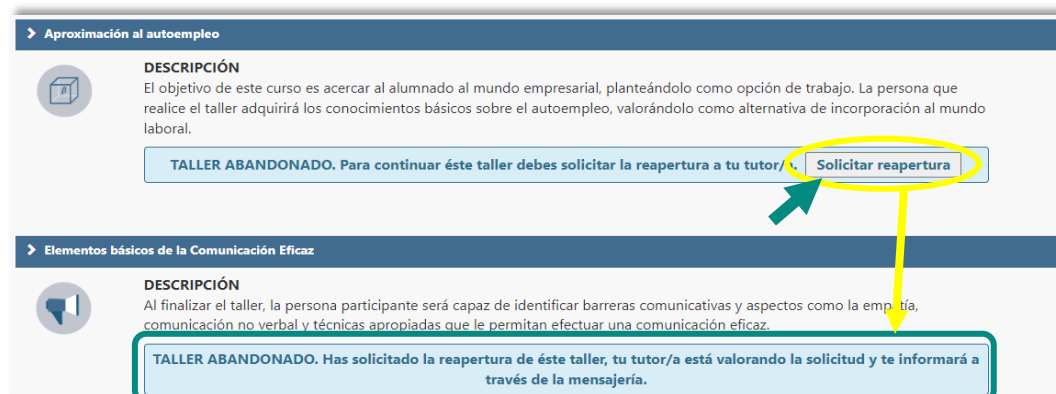 Aproximación al autoempleo
DESCRIPCIÓN
El objetivo de este curso es acercar al alumnado al mundo empresarial, planteándolo como opción de trabajo. La persona que
realice el taller adquirirá los conocimientos básicos sobre el autoempleo, valorándolo como alternativa de incorporación al mundo
laboral.
TALLER ABANDONADO. Para continuar éste taller debes solicitar la reapertura a tu tutor/a. Solicitar reapertura
Elementos básicos de la Comunicación Eficaz
DESCRIPCIÓN
Al finalizar el taller, la persona participante será capaz de identificar barreras comunicativas y aspectos como la empatía,
comunicación no verbal y técnicas apropiadas que le permitan efectuar una comunicación eficaz.
TALLER ABANDONADO. Has solicitado la reapertura de éste taller, tu tutor/a está valorando la solicitud y te informará a
través de la mensajería.